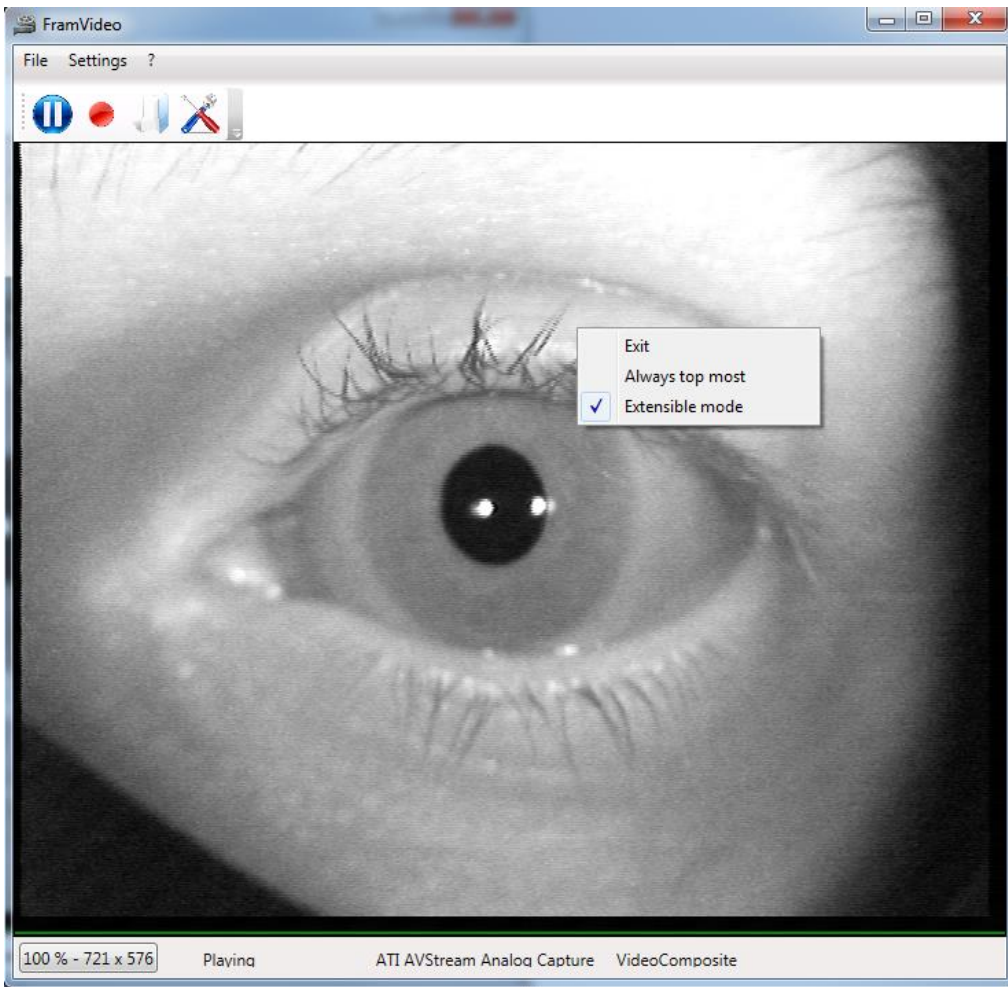 FramVideo
File Settings ?
Exit
Always top most
Extensible mode
100 % - 721 x 576 Playing ATI AVStream Analog Capture VideoComposite